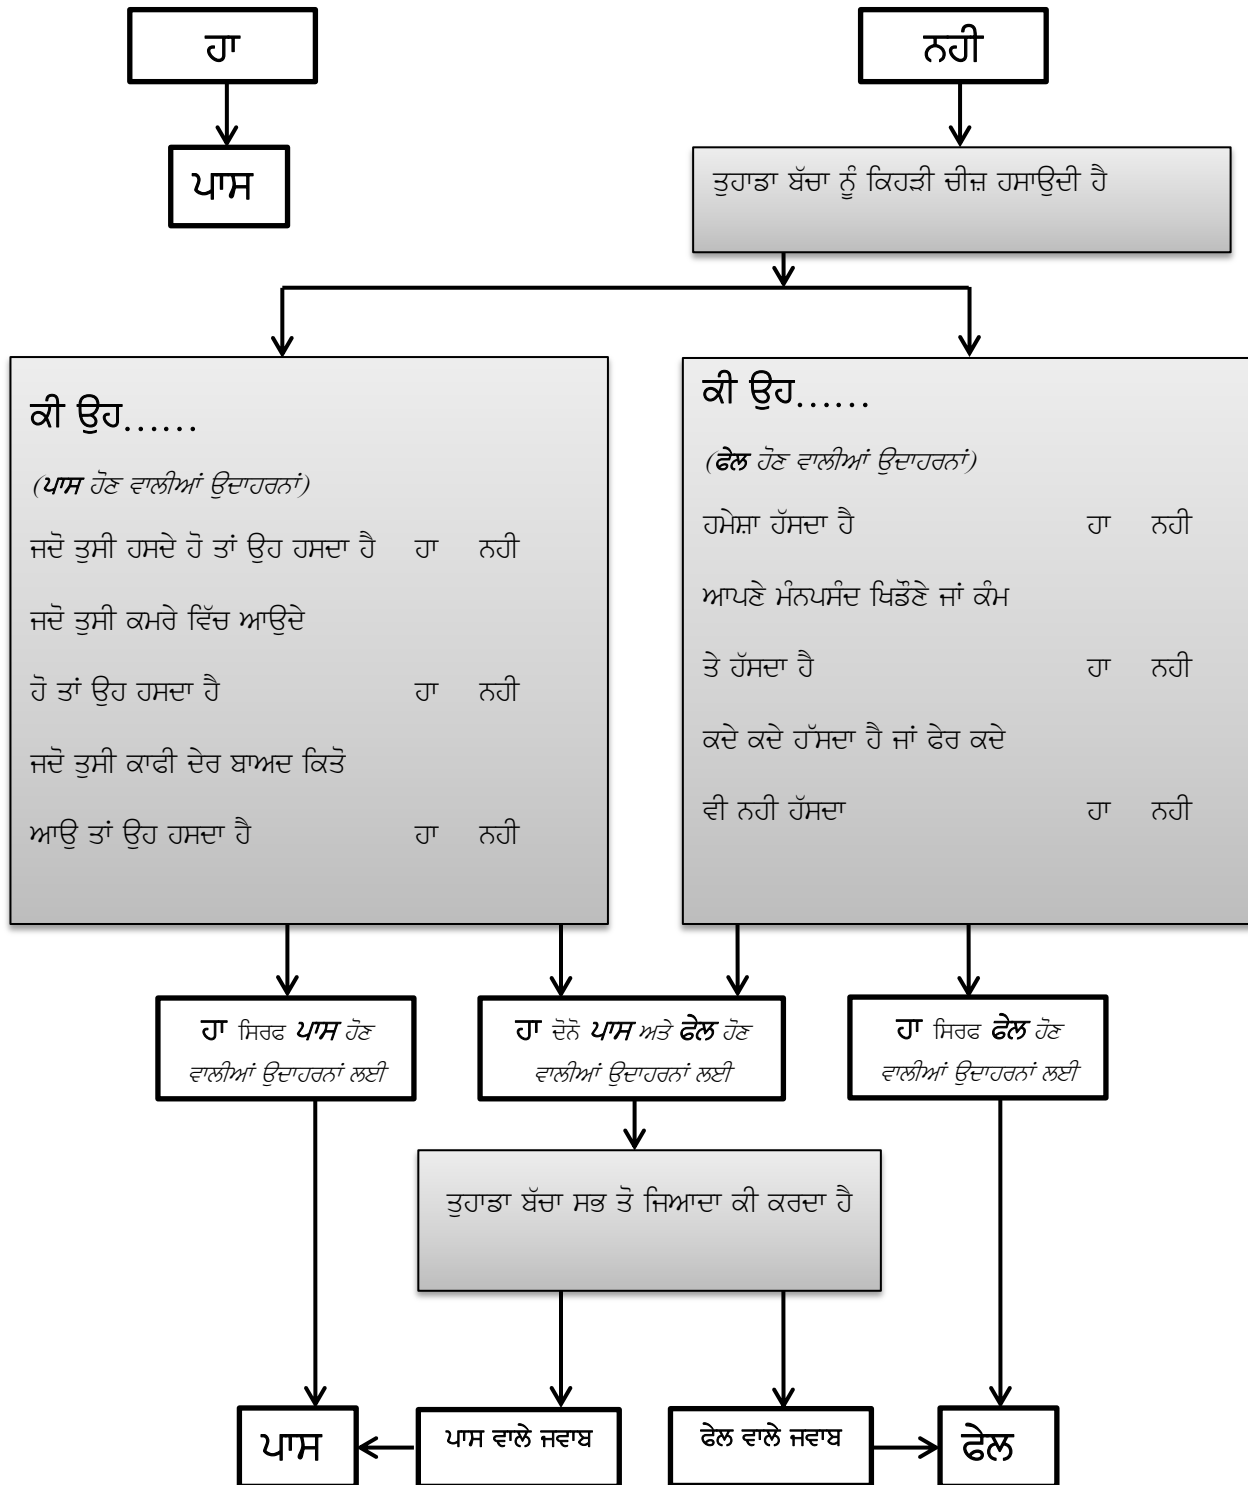 ਹਾ
ਨਹੀ
ਪਾਸ
ਤੁਹਾਡਾ ਬੱਚਾ ਨੂੰ ਕਿਹੜੀ ਚੀਜ਼ ਹਸਾਉਦੀ ਹੈ
ਕੀ ਉਹ......
(ਪਾਸ ਹੋਣ ਵਾਲੀਆਂ ਉਦਾਹਰਨਾਂ)
ਜਦੋ ਤੁਸੀ ਹਸਦੇ ਹੋ ਤਾਂ ਉਹ ਹਸਦਾ ਹੈ ਹਾ ਨਹੀ
ਜਦੋ ਤੁਸੀ ਕਮਰੇ ਵਿੱਚ ਆਉਦੇ
ਹੋ ਤਾਂ ਉਹ ਹਸਦਾ ਹੈ ਹਾ ਨਹੀ
ਜਦੋ ਤੁਸੀ ਕਾਫੀ ਦੇਰ ਬਾਅਦ ਕਿਤੋ
ਆਉ ਤਾਂ ਉਹ ਹਸਦਾ ਹੈ ਹਾ ਨਹੀ
ਕੀ ਉਹ......
(ਫੇਲ ਹੋਣ ਵਾਲੀਆਂ ਉਦਾਹਰਨਾਂ)
ਹਮੇਸ਼ਾ ਹੱਸਦਾ ਹੈ ਹਾ ਨਹੀ
ਆਪਣੇ ਮੰਨਪਸੰਦ ਖਿਡੌਣੇ ਜਾਂ ਕੰਮ
ਤੇ ਹੱਸਦਾ ਹੈ ਹਾ ਨਹੀ
ਕਦੇ ਕਦੇ ਹੱਸਦਾ ਹੈ ਜਾਂ ਫੇਰ ਕਦੇ
ਵੀ ਨਹੀ ਹੱਸਦਾ ਹਾ ਨਹੀ
ਹਾ ਸਿਰਫ ਪਾਸ ਹੋਣ
ਵਾਲੀਆਂ ਉਦਾਹਰਨਾਂ ਲਈ
ਹਾ ਦੋਨੋ ਪਾਸ ਅਤੇ ਫੇਲ ਹੋਣ
ਵਾਲੀਆਂ ਉਦਾਹਰਨਾਂ ਲਈ
ਹਾ ਸਿਰਫ ਫੇਲ ਹੋਣ
ਵਾਲੀਆਂ ਉਦਾਹਰਨਾਂ ਲਈ
ਤੁਹਾਡਾ ਬੱਚਾ ਸਭ ਤੋ ਜਿਆਦਾ ਕੀ ਕਰਦਾ ਹੈ
ਪਾਸ
ਪਾਸ ਵਾਲੇ ਜਵਾਬ
ਫੇਲ ਵਾਲੇ ਜਵਾਬ
ਫੇਲ